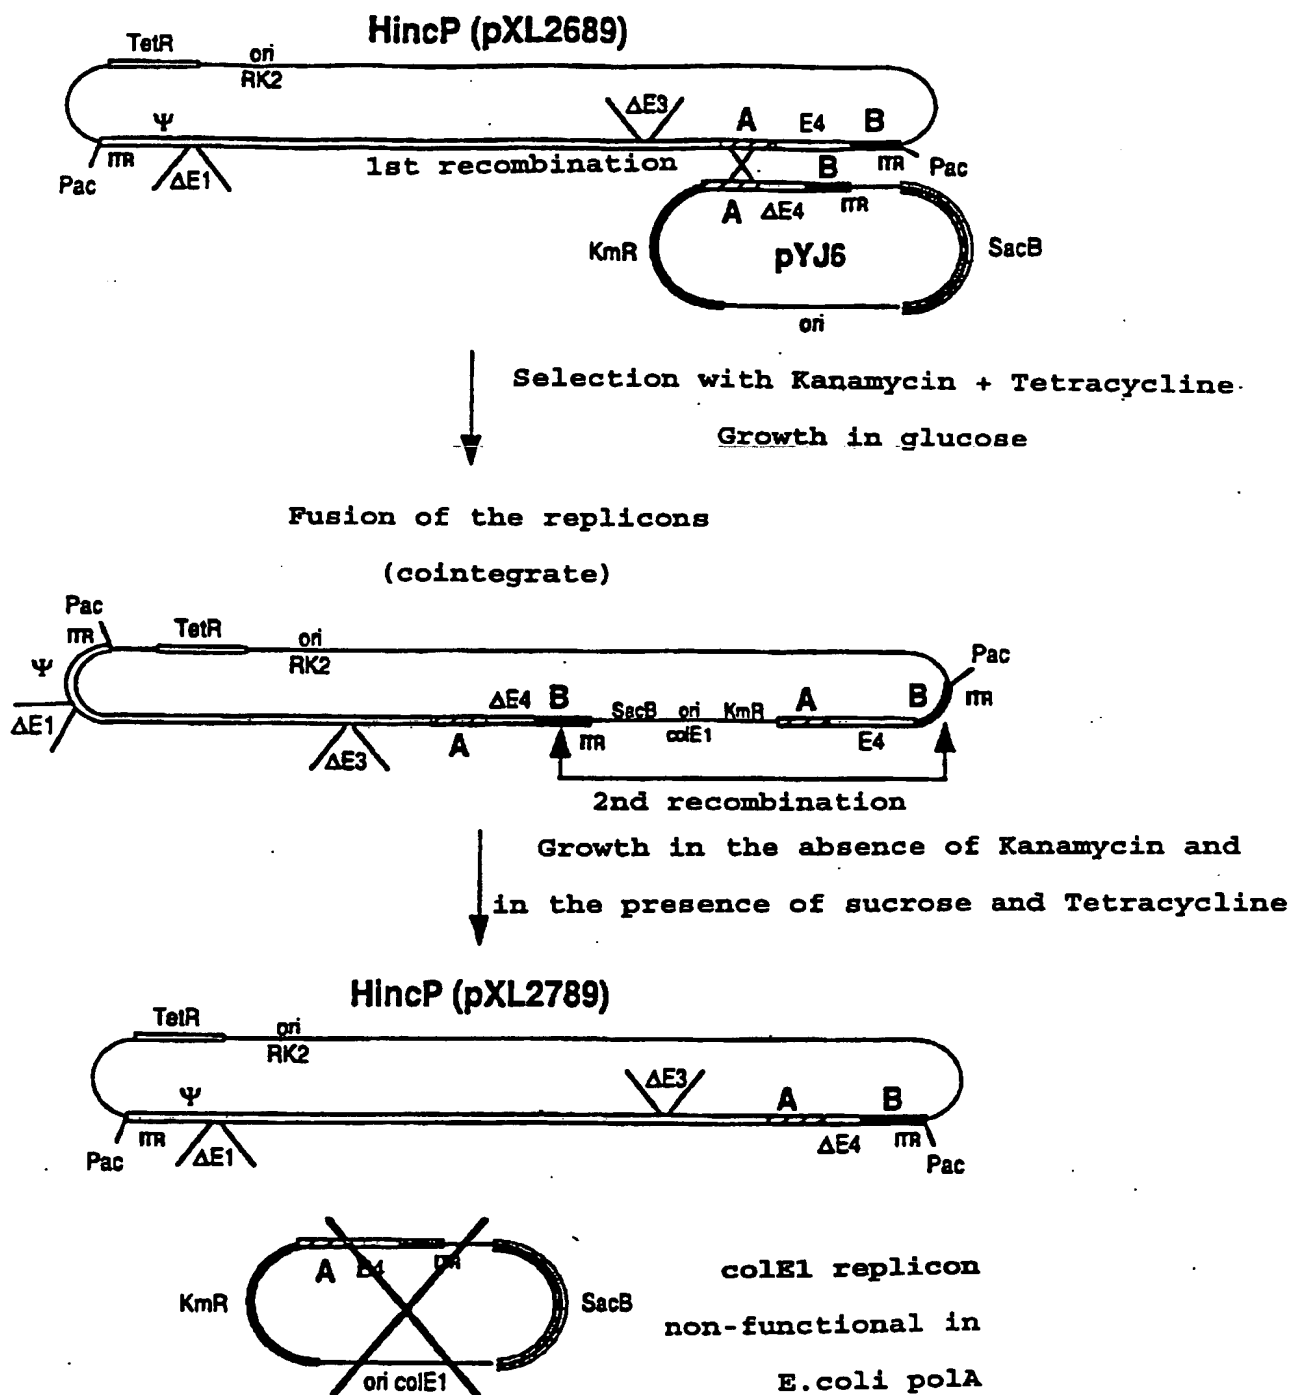 HincP (pXL2689)
TetR
ori
RK2
Ψ
ΔE3
A
E4
B
ITR
1st recombination
ITR
Pac
Pac
ΔE1
B
A
ΔE4
ITR
KmR
pYJ6
SacB
ori
Selection with Kanamycin + Tetracycline
Growth in glucose
Fusion of the replicons
(cointegrate)
Pac
ITR
TetR
ori
RK2
Pac
Ψ
ΔE4
B
SacB
ori
KmR
A
B
ITR
ΔE1
ITR
colE1
E4
A
ΔE3
2nd recombination
Growth in the absence of Kanamycin and
in the presence of sucrose and Tetracycline
HincP (pXL2789)
TetR
ori
RK2
Ψ
ΔE3
A
B
ITR
ΔE1
ΔE4
ITR
Pac
Pac
A
E4
ITR
KmR
SacB
ori colE1
colE1 replicon
non-functional in
E.coli polA